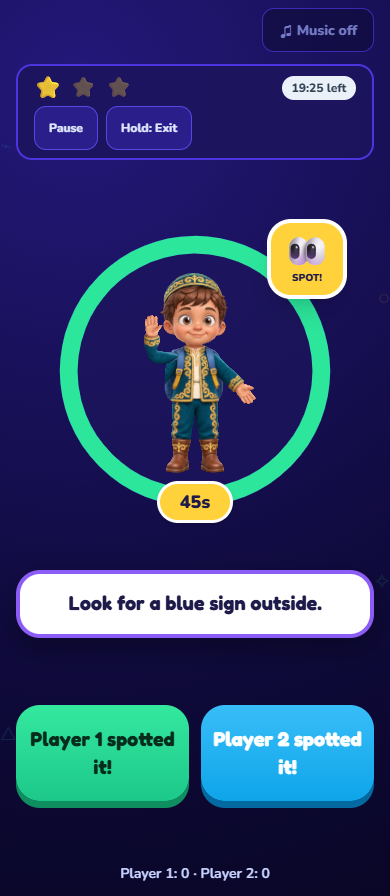 Music off
19:25 left
Pause
Hold: Exit
SPOT!
45s
Look for a blue sign outside.
Player 1 spotted
it!
Player 2 spotted
it!
Player 1: 0 · Player 2: 0